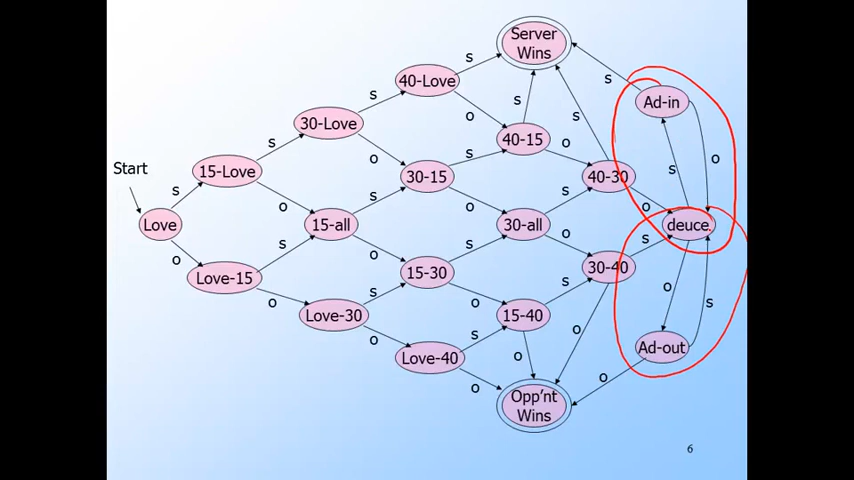 Server
Wins
s
40-Love
s
s
Ad-in
s
o
s
s
30-Love
40-15
s
o
o
o
Start
15-Love
s
30-15
40-30
s
s
s
o
s
o
o
Love
15-all
30-all
deuce.
o
s
o
s
o
s
Love-15
15-30
30-40
o
s
o
s
o
s
Love-30
15-40
o
o
s
o
Love-40
Ad-out
o
o
o
Opp'nt
Wins
6